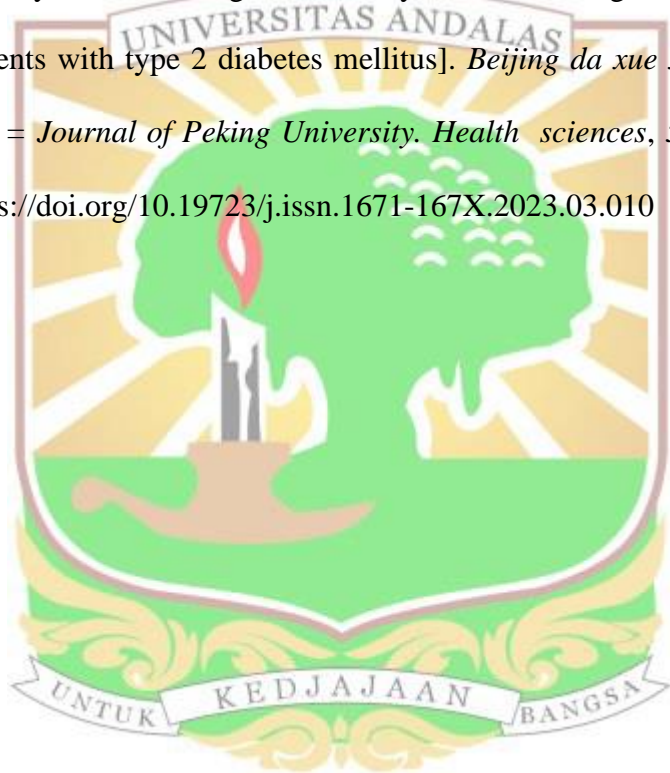 UNIVERSITAS ANDALAS
ents with type 2 diabetes mellitus]. Beijing da xue
= Journal of Peking University. Health sciences,
s://doi.org/10.19723/j.issn.1671-167X.2023.03.010
UNTUK KEDJAJAAN BANGSA